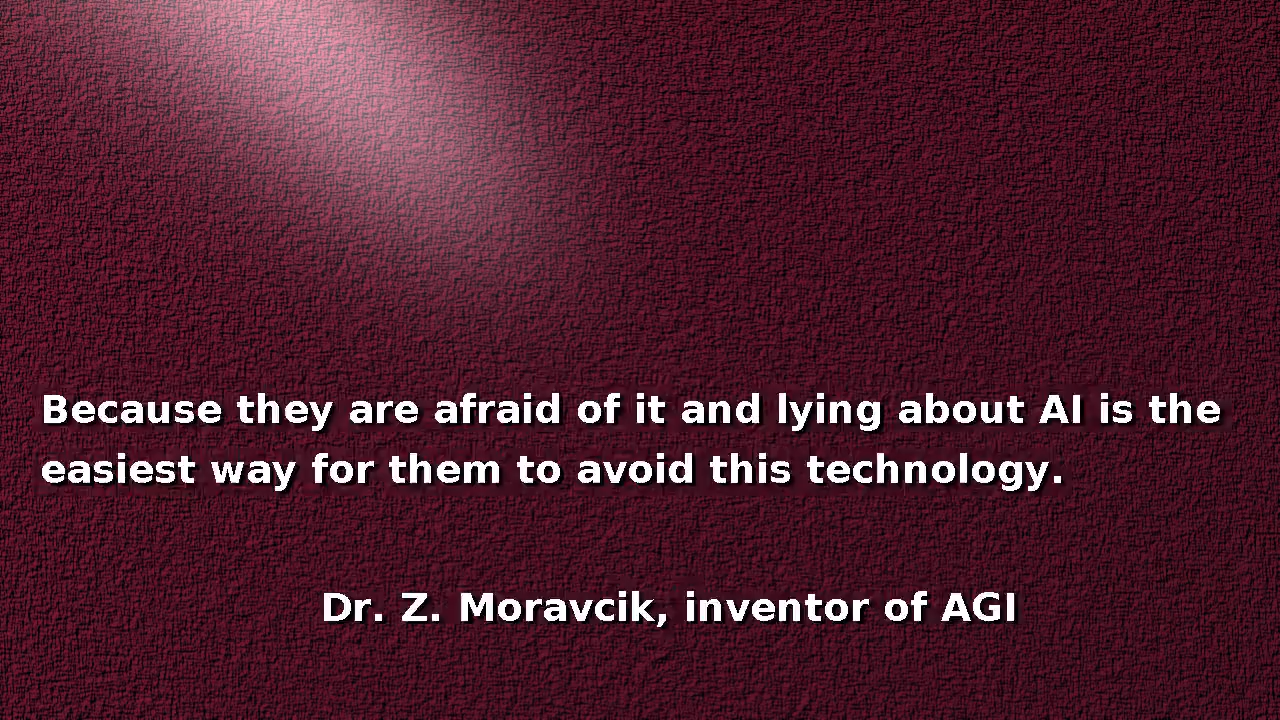 Because they are afraid of it and lying about AI is the
easiest way for them to avoid this technology.
Dr. Z. Moravcik, inventor of AGI